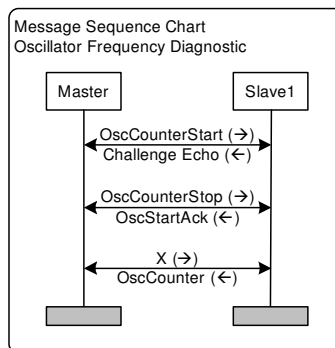 Message Sequence Chart
Oscillator Frequency Diagnostic
Master Slave1
OscCounterStart (→)
Challenge Echo (←)
OscCounterStop (→)
OscStartAck (←)
X (→)
OscCounter (←)